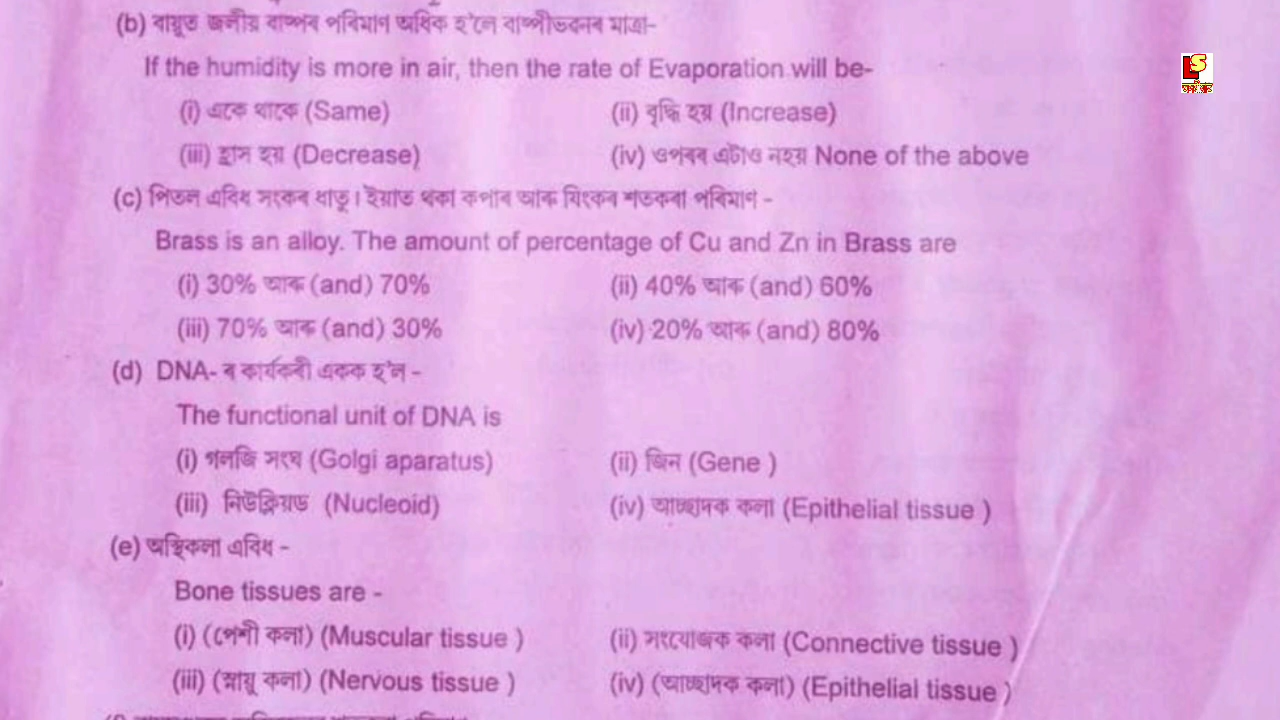 (b) বায়ুত জলীয় বাষ্পৰ পৰিমাণ অধিক হ'লে বাষ্পীভৱনৰ মাত্ৰা-
If the humidity is more in air, then the rate of Evaporation will be-
(i) একে থাকে (Same) (ii) বৃদ্ধি হয় (Increase)
(iii) হ্ৰাস হয় (Decrease) (iv) ওপৰৰ এটাও নহয় None of the above
(c) পিতল এবিধ সংকৰ ধাতু। ইয়াত থকা কপাৰ আৰু যিংকৰ শতকৰা পৰিমাণ -
Brass is an alloy. The amount of percentage of Cu and Zn in Brass are
(i) 30% আৰু (and) 70% (ii) 40% আৰু (and) 60%
(iii) 70% আৰু (and) 30% (iv) 20% আৰু (and) 80%
(d) DNA- ৰ কাৰ্যকৰী একক হ'ল -
The functional unit of DNA is
(i) গলজি সংঘ (Golgi aparatus) (ii) জিন (Gene )
(iii) নিউক্লিয়ড (Nucleoid) (iv) আচ্ছাদক কলা (Epithelial tissue )
(e) অস্থিকলা এবিধ -
Bone tissues are -
(i) (পেশী কলা) (Muscular tissue ) (ii) সংযোজক কলা (Connective tissue )
(iii) (স্নায়ু কলা) (Nervous tissue ) (iv) (আচ্ছাদক কলা) (Epithelial tissue )